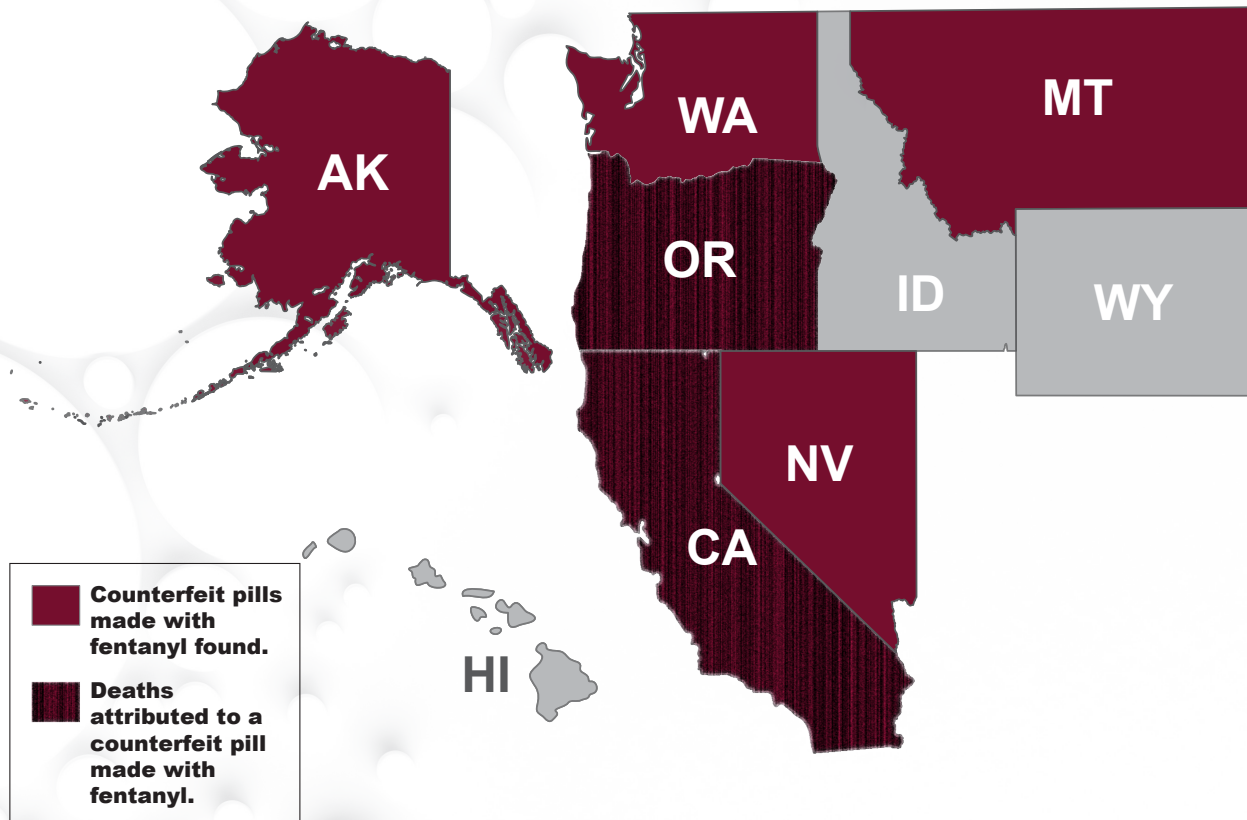 AK
WA
MT
OR
ID
WY
NV
CA
HI
Counterfeit pills
made with
fentanyl found.
Deaths
attributed to a
counterfeit pill
made with
fentanyl.